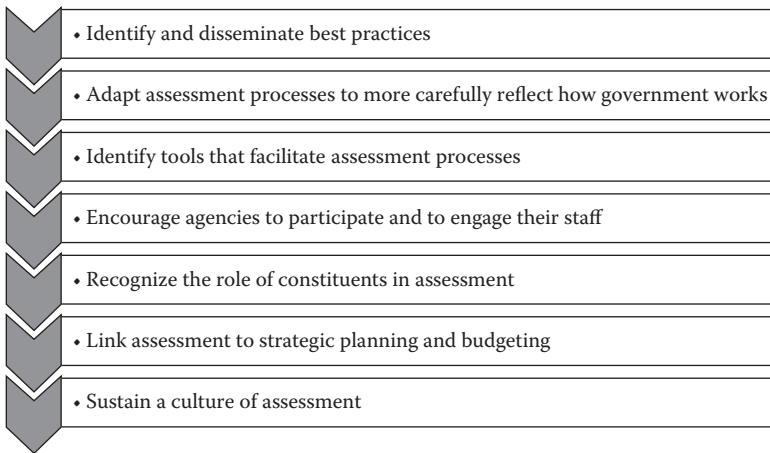 • Identify and disseminate best practices
• Adapt assessment processes to more carefully reflect how government works
• Identify tools that facilitate assessment processes
• Encourage agencies to participate and to engage their staff
• Recognize the role of constituents in assessment
• Link assessment to strategic planning and budgeting
• Sustain a culture of assessment